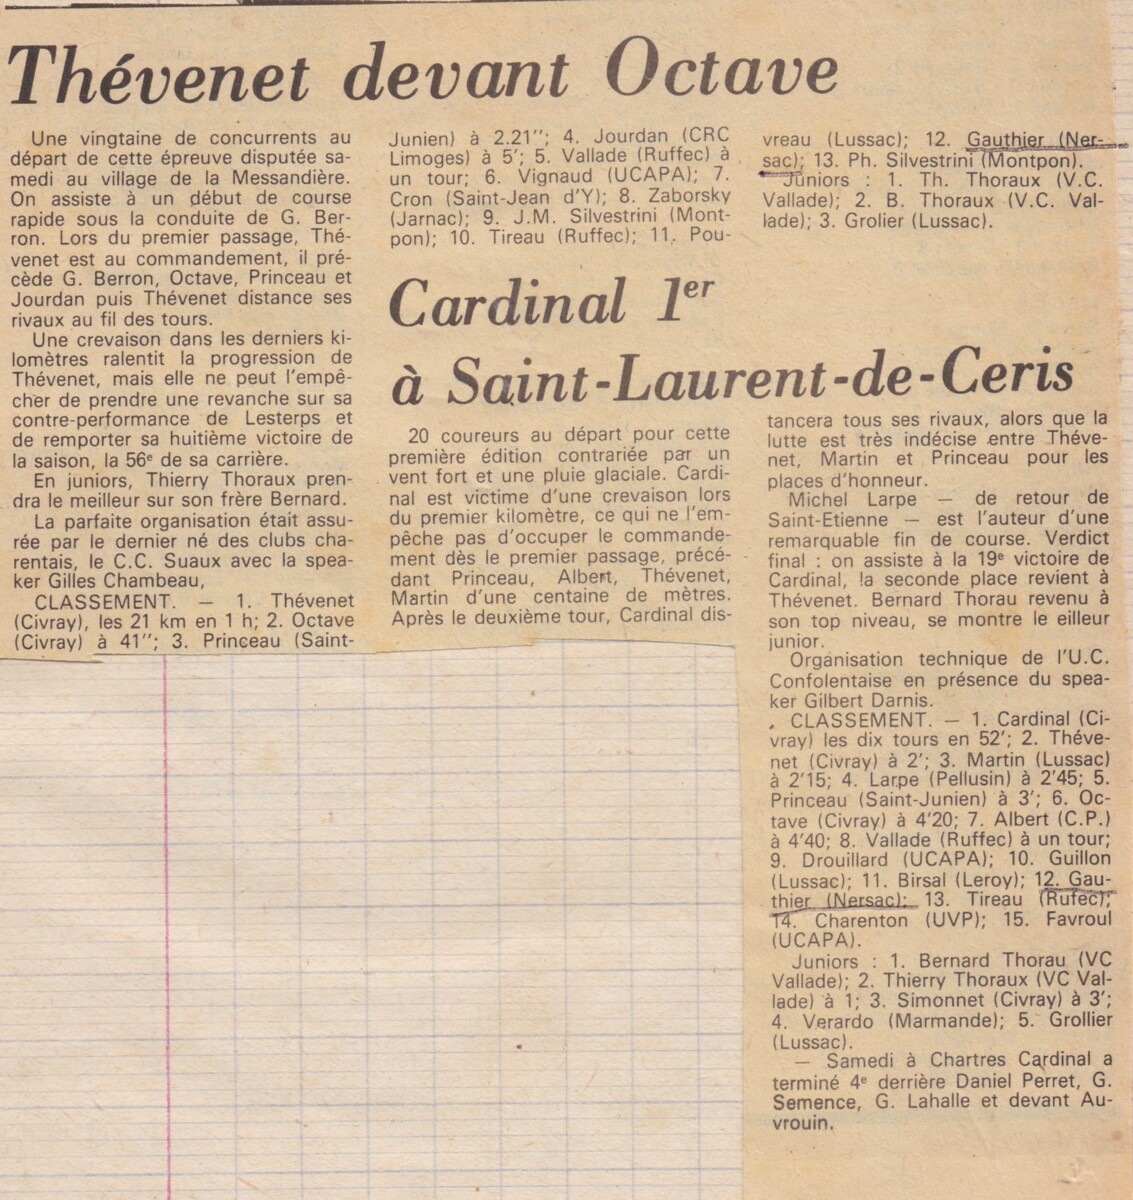 Thévenet devant Octave
Une vingtaine de concurrents au
départ de cette épreuve disputée sa-
medi au village de la Messandière.
On assiste à un début de course
rapide sous la conduite de G. Ber-
ron. Lors du premier passage, Thé-
venet est au commandement, il pré-
cède G. Berron, Octave, Princeau et
Jourdan puis Thévenet distance ses
rivaux au fil des tours.
Une crevaison dans les derniers ki-
lomètres ralentit la progression de
Thévenet, mais elle ne peut l'empê-
cher de prendre une revanche sur sa
contre-performance de Lesterps et
de remporter sa huitième victoire de
la saison, la 56e de sa carrière.
En juniors, Thierry Thoraux pren-
dra le meilleur sur son frère Bernard.
La parfaite organisation était assu-
rée par le dernier né des clubs cha-
rentais, le C.C. Suaux avec la spea-
ker Gilles Chambeau,
CLASSEMENT. — 1. Thévenet
(Civray), les 21 km en 1 h; 2. Octave
(Civray) à 41''; 3. Princeau (Saint-
Junien) à 2.21''; 4. Jourdan (CRC
Limoges) à 5'; 5. Vallade (Ruffec) à
un tour; 6. Vignaud (UCAPA); 7.
Cron (Saint-Jean d'Y); 8. Zaborsky
(Jarnac); 9. J.M. Silvestrini (Mont-
pon); 10. Tireau (Ruffec); 11. Pou-
vreau (Lussac); 12. Gauthier (Ner-
sac); 13. Ph. Silvestrini (Montpon).
Juniors : 1. Th. Thoraux (V.C.
Vallade); 2. B. Thoraux (V.C. Val-
lade); 3. Grolier (Lussac).
Cardinal 1er
à Saint-Laurent-de-Ceris
20 coureurs au départ pour cette
première édition contrariée par un
vent fort et une pluie glaciale. Cardi-
nal est victime d'une crevaison lors
du premier kilomètre, ce qui ne l'em-
pêche pas d'occuper le commande-
ment dès le premier passage, précé-
dant Princeau, Albert, Thévenet,
Martin d'une centaine de mètres.
Après le deuxième tour, Cardinal dis-
tancera tous ses rivaux, alors que la
lutte est très indécise entre Théve-
net, Martin et Princeau pour les
places d'honneur.
Michel Larpe — de retour de
Saint-Etienne — est l'auteur d'une
remarquable fin de course. Verdict
final : on assiste à la 19e victoire de
Cardinal, la seconde place revient à
Thévenet. Bernard Thorau revenu à
son top niveau, se montre le eilleur
junior.
Organisation technique de l'U.C.
Confolentaise en présence du spea-
ker Gilbert Darnis.
CLASSEMENT. — 1. Cardinal (Ci-
vray) les dix tours en 52'; 2. Théve-
net (Civray) à 2'; 3. Martin (Lussac)
à 2'15; 4. Larpe (Pellusin) à 2'45; 5.
Princeau (Saint-Junien) à 3'; 6. Oc-
tave (Civray) à 4'20; 7. Albert (C.P.)
à 4'40; 8. Vallade (Ruffec) à un tour;
9. Drouillard (UCAPA); 10. Guillon
(Lussac); 11. Birsal (Leroy); 12. Gau-
thier (Nersac); 13. Tireau (Rufec);
14. Charenton (UVP); 15. Favroul
(UCAPA).
Juniors : 1. Bernard Thorau (VC
Vallade); 2. Thierry Thoraux (VC Val-
lade) à 1; 3. Simonnet (Civray) à 3';
4. Verardo (Marmande); 5. Grollier
(Lussac).
— Samedi à Chartres Cardinal a
terminé 4e derrière Daniel Perret, G.
Semence, G. Lahalle et devant Au-
vrouin.